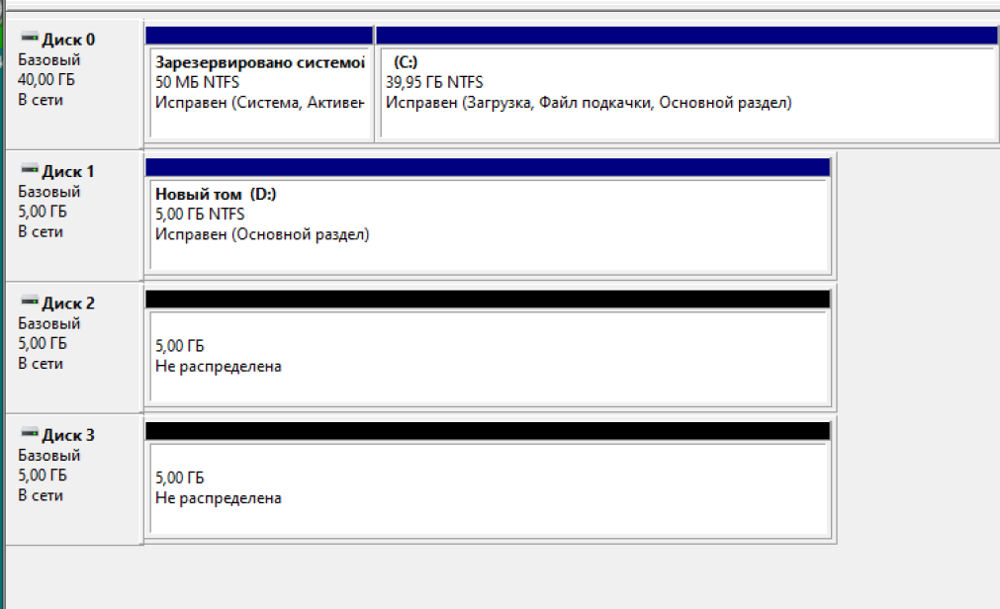 Диск 0
Базовый
40,00 ГБ
В сети
Зарезервировано системой
50 МБ NTFS
Исправен (Система, Активен
(C:)
39,95 ГБ NTFS
Исправен (Загрузка, Файл подкачки, Основной раздел)
Диск 1
Базовый
5,00 ГБ
В сети
Новый том (D:)
5,00 ГБ NTFS
Исправен (Основной раздел)
Диск 2
Базовый
5,00 ГБ
В сети
5,00 ГБ
Не распределена
Диск 3
Базовый
5,00 ГБ
В сети
5,00 ГБ
Не распределена